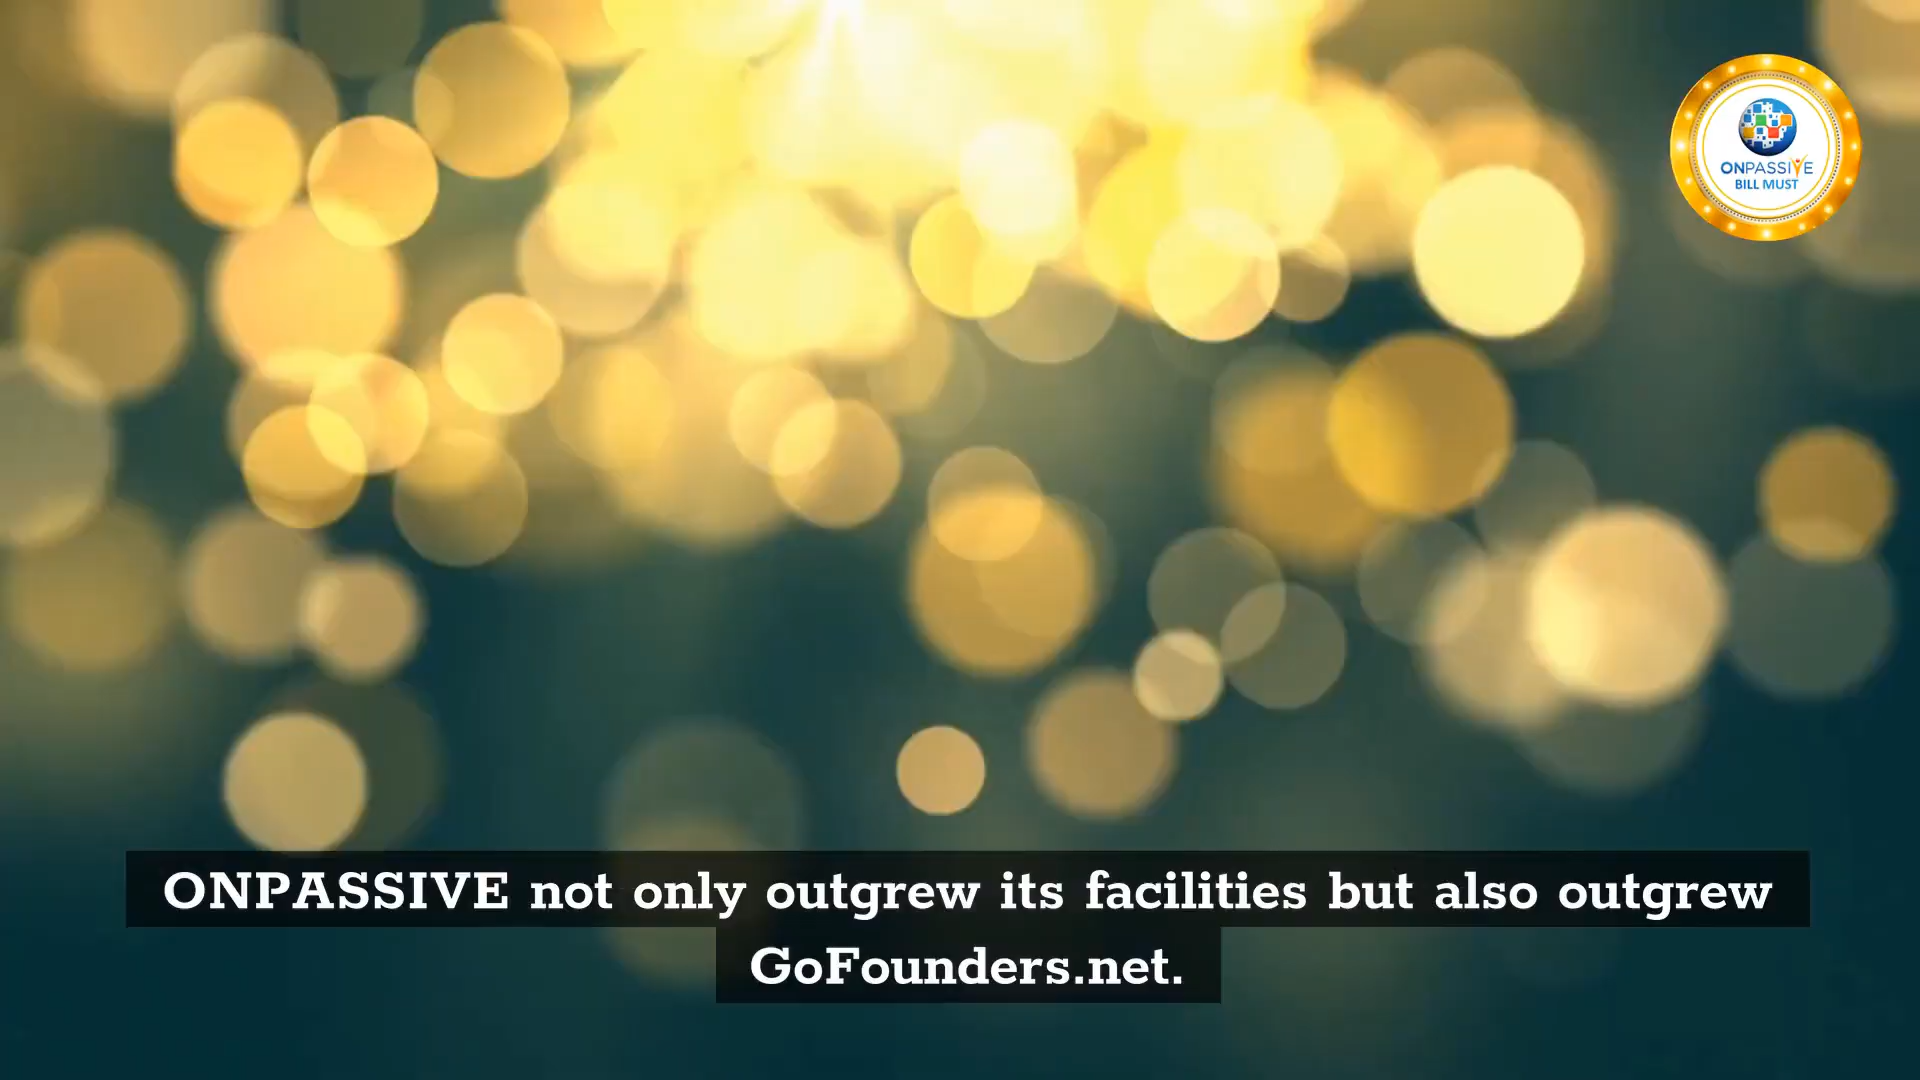 ONPASSIVE
BILL MUST
ONPASSIVE not only outgrew its facilities but also outgrew
GoFounders.net.